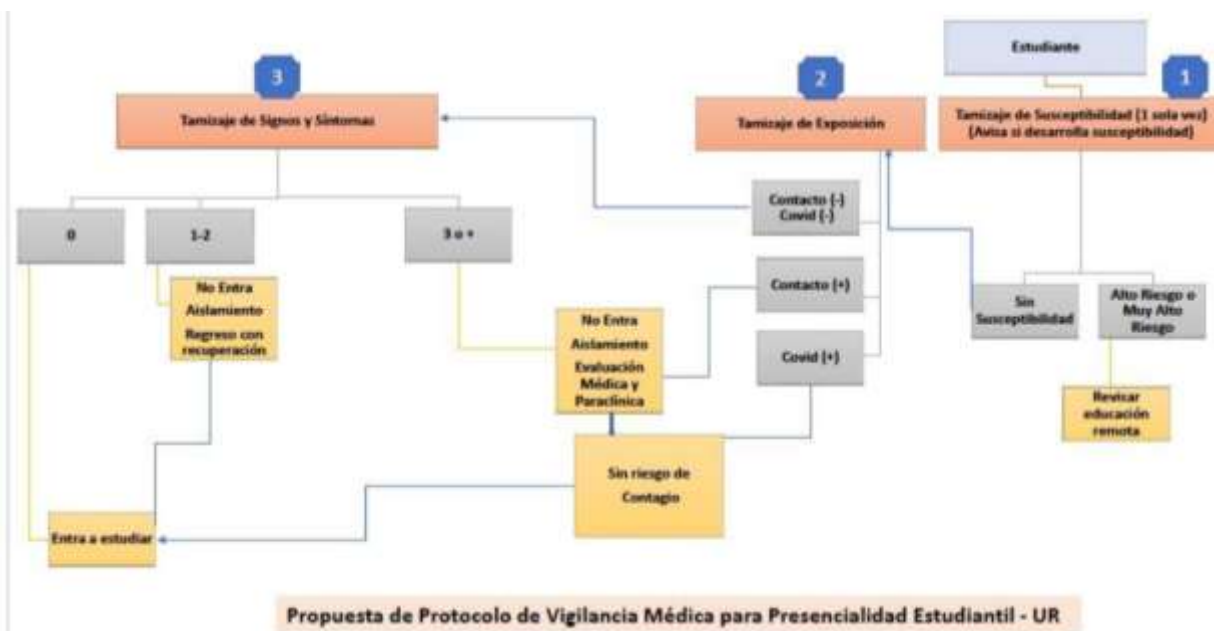 Estudiante
1
Tamizaje de Susceptibilidad (1 sola vez)
(Avisa si desarrolla susceptibilidad)
2
Tamizaje de Exposición
3
Tamizaje de Signos y Síntomas
Contacto (-)
Covid (-)
Contacto (+)
Covid (+)
Sin
Susceptibilidad
Alto Riesgo o
Muy Alto
Riesgo
Revisar
educación
remota
0
1-2
3 o +
No Entra
Aislamiento
Regreso con
recuperación
No Entra
Aislamiento
Evaluación
Médica y
Paraclínica
Sin riesgo de
Contagio
Entra a estudiar
Propuesta de Protocolo de Vigilancia Médica para Presencialidad Estudiantil - UR